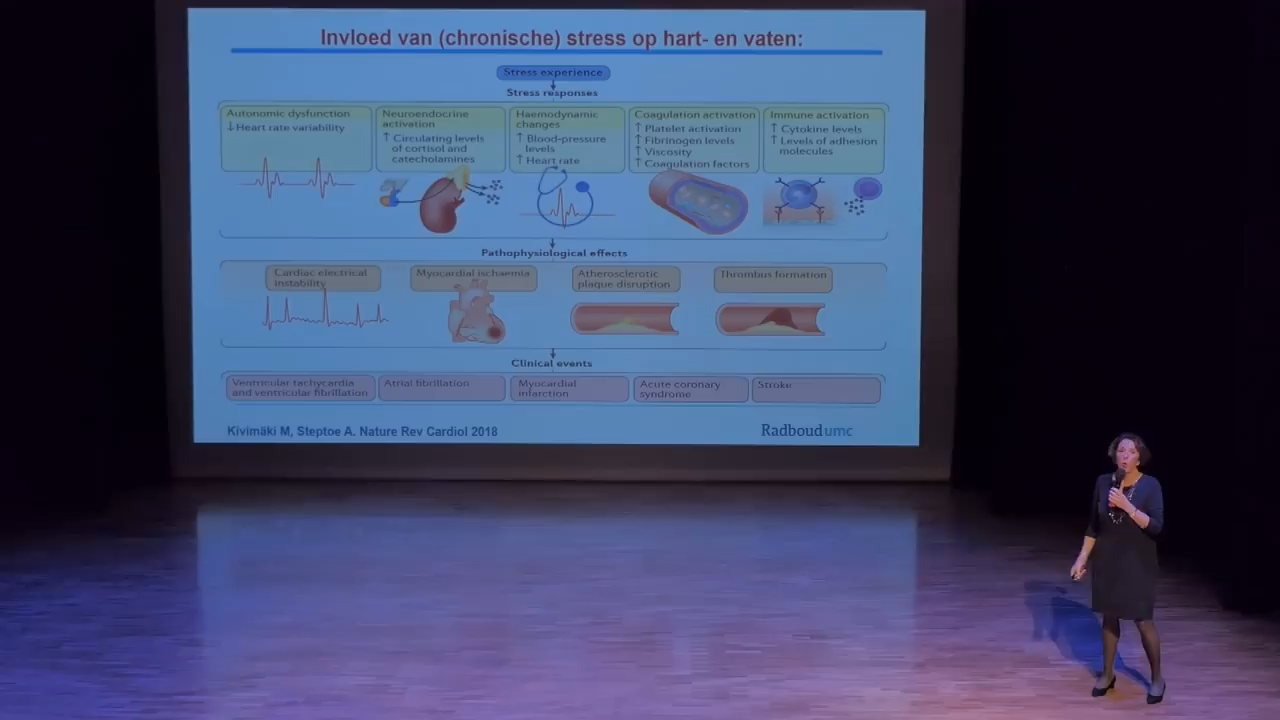 Invloed van (chronische) stress op hart- en vaten:
Stress experience
Stress responses
Autonomic dysfunction
↓ Heart rate variability
Neuroendocrine
activation
↑ Circulating levels
of cortisol and
catecholamines
Haemodynamic
changes
↑ Blood-pressure
levels
↑ Heart rate
Coagulation activation
↑ Platelet activation
↑ Fibrinogen levels
↑ Viscosity
↑ Coagulation factors
Immune activation
↑ Cytokine levels
↑ Levels of adhesion
molecules
Pathophysiological effects
Cardiac electrical
instability
Myocardial ischaemia
Atherosclerotic
plaque disruption
Thrombus formation
Clinical events
Ventricular tachycardia
and ventricular fibrillation
Atrial fibrillation
Myocardial
infarction
Acute coronary
syndrome
Stroke
Kivimäki M, Steptoe A. Nature Rev Cardiol 2018
Radboudumc